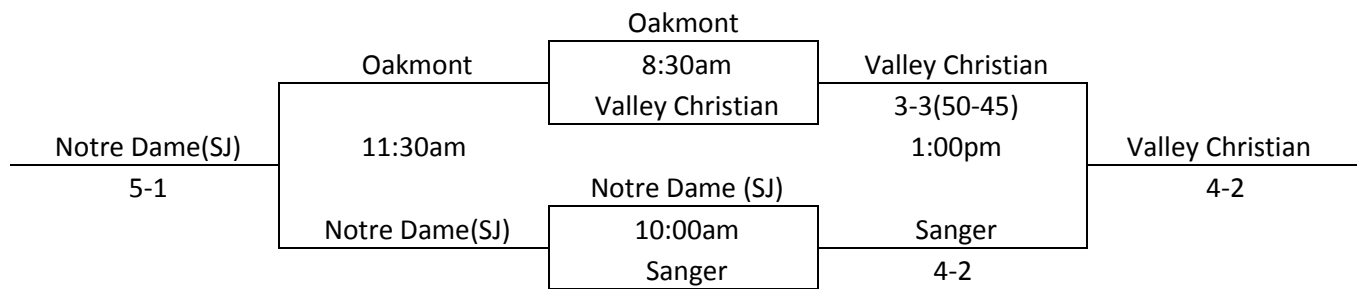 Oakmont
Oakmont 8:30am Valley Christian
Valley Christian 3-3(50-45)
Notre Dame(SJ) 11:30am 1:00pm Valley Christian
5-1 Notre Dame (SJ) 4-2
Notre Dame(SJ) 10:00am Sanger
Sanger 4-2